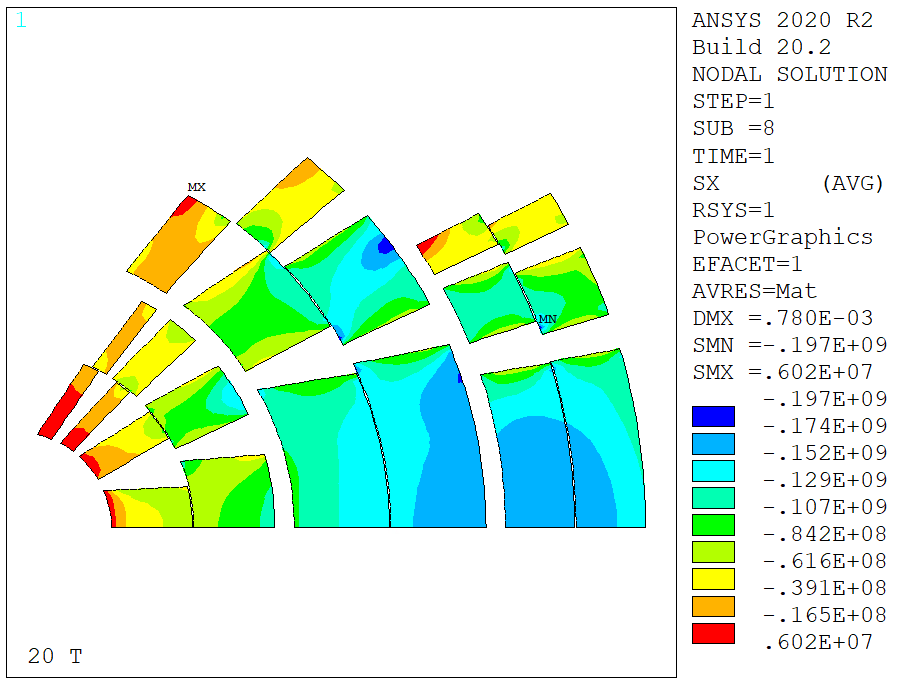 1
ANSYS 2020 R2
Build 20.2
NODAL SOLUTION
STEP=1
SUB =8
TIME=1
SX (AVG)
RSYS=1
PowerGraphics
EFACET=1
AVRES=Mat
DMX =.780E-03
SMN =-.197E+09
SMX =.602E+07
-.197E+09
-.174E+09
-.152E+09
-.129E+09
-.107E+09
-.842E+08
-.616E+08
-.391E+08
-.165E+08
.602E+07
MX
MN
20 T